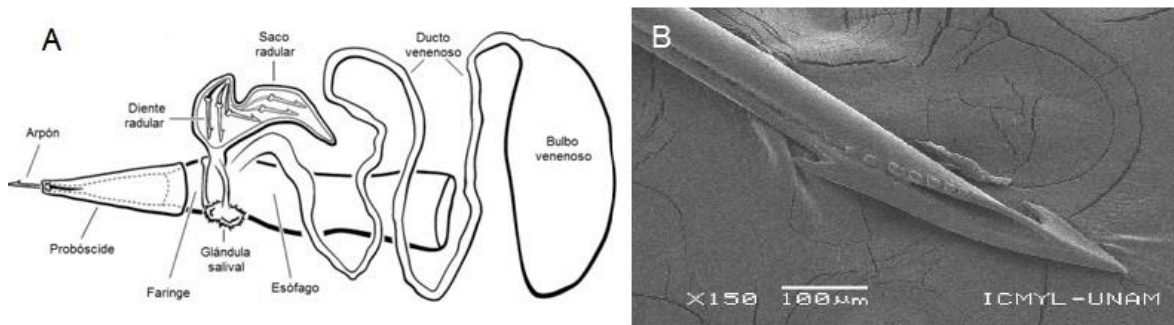 A
Saco
radular
Ducto
venenoso
Diente
radular
Arpón
Bulbo
venenoso
Probóscide
Glándula
salival
Faringe
Esófago
B
X150 100µm ICMYL-UNAM